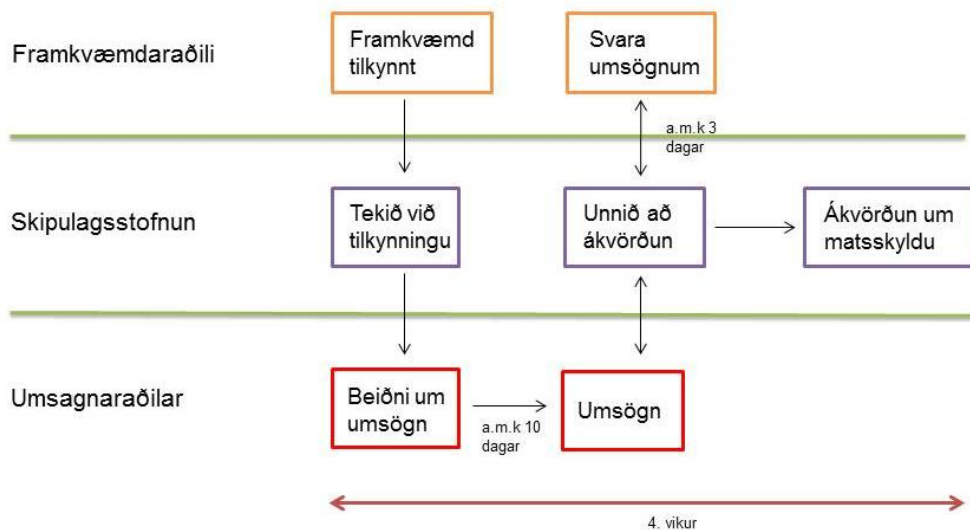 Framkvæmdaraðili
Framkvæmd
tilkynnt
Svara
umsögnum
a.m.k 3
dagar
Skipulagsstofnun
Tekið við
tilkynningu
Unnið að
ákvörðun
Ákvörðun um
matsskyldu
Umsagnaraðilar
Beiðni um
umsögn
a.m.k 10
dagar
Umsögn
4. vikur